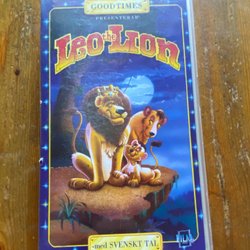 GOODTIMES
PRESENTERAR
LEO the LION
med SVENSKT TAL